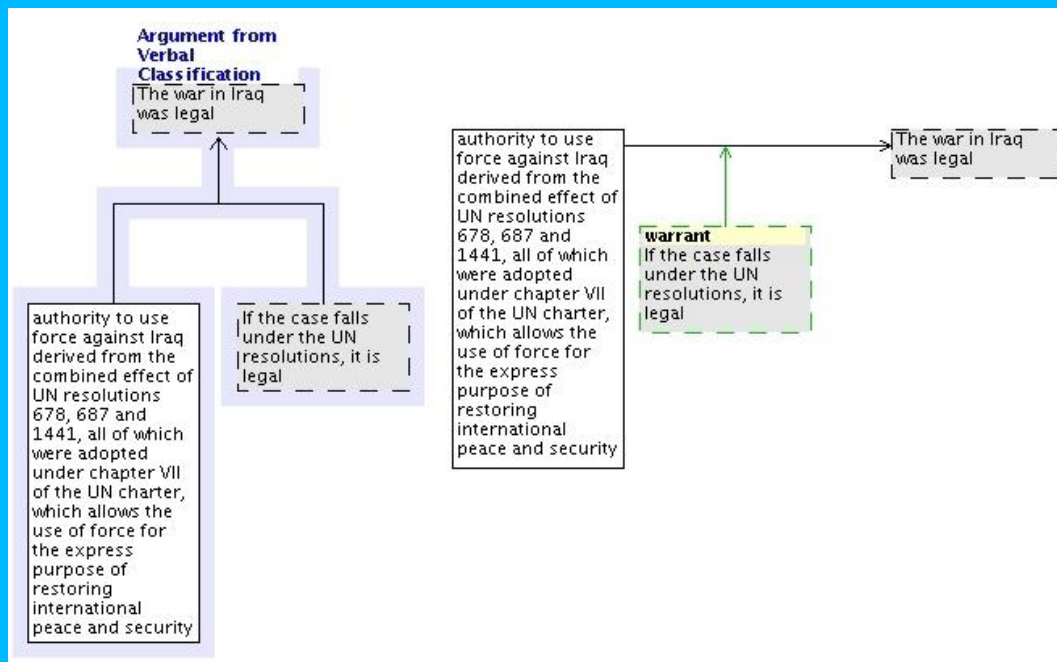 Argument from
Verbal
Classification
The war in Iraq
was legal
authority to use
force against Iraq
derived from the
combined effect of
UN resolutions
678, 687 and
1441, all of which
were adopted
under chapter VII
of the UN charter,
which allows the
use of force for
the express
purpose of
restoring
international
peace and security
If the case falls
under the UN
resolutions, it is
legal
authority to use
force against Iraq
derived from the
combined effect of
UN resolutions
678, 687 and
1441, all of which
were adopted
under chapter VII
of the UN charter,
which allows the
use of force for
the express
purpose of
restoring
international
peace and security
warrant
If the case falls
under the UN
resolutions, it is
legal
The war in Iraq
was legal